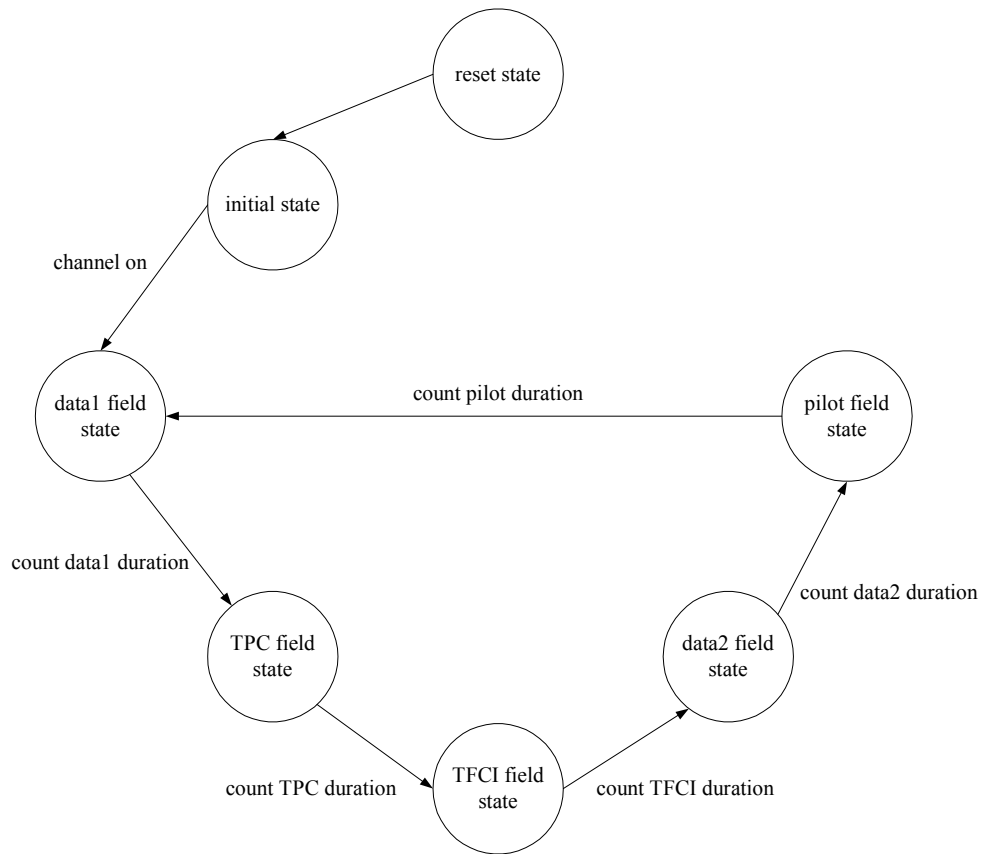 reset state
initial state
channel on
data1 field
state
count pilot duration
pilot field
state
count data1 duration
TPC field
state
data2 field
state
count data2 duration
count TPC duration
TFCI field
state
count TFCI duration